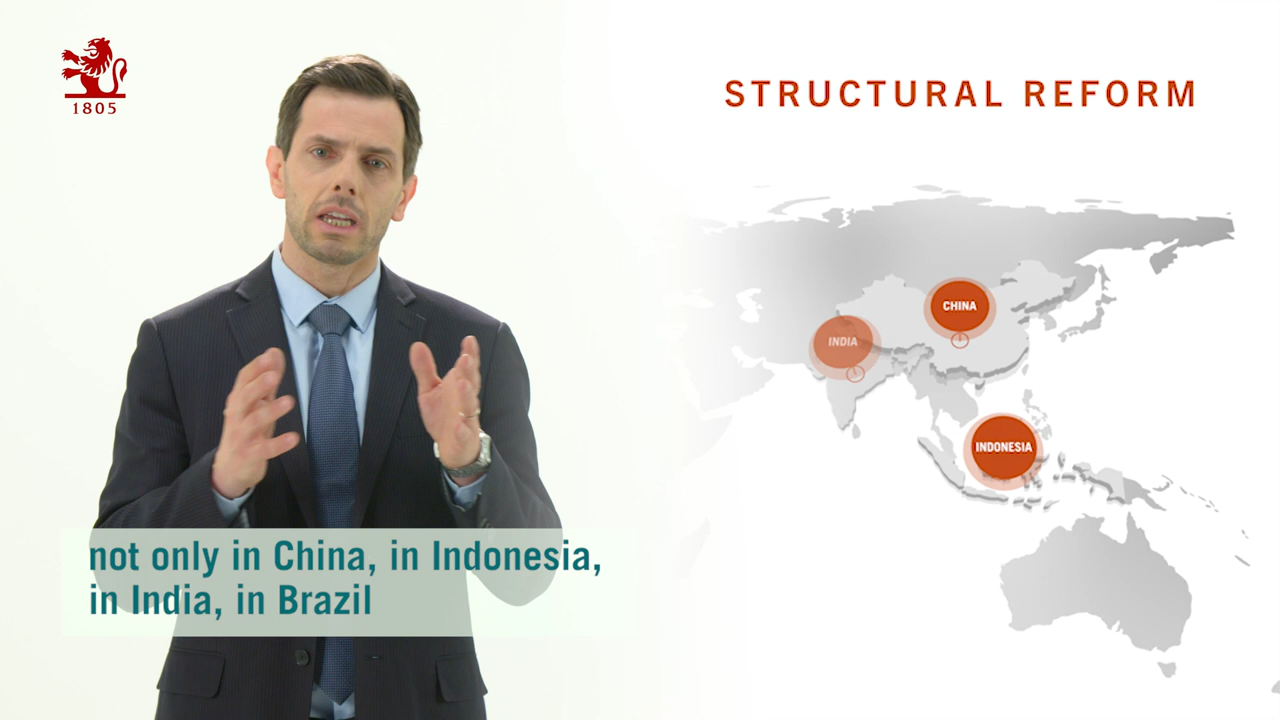 1805
STRUCTURAL REFORM
CHINA
INDIA
INDONESIA
not only in China, in Indonesia,
in India, in Brazil